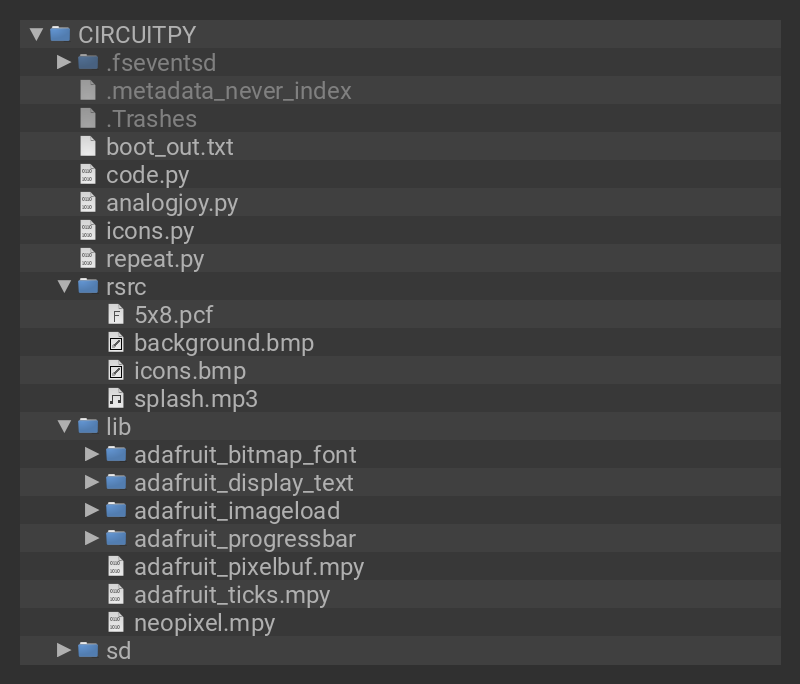 CIRCUITPY
.fseventsd
.metadata_never_index
.Trashes
boot_out.txt
code.py
analogjoy.py
icons.py
repeat.py
rsrc
5x8.pcf
background.bmp
icons.bmp
splash.mp3
lib
adafruit_bitmap_font
adafruit_display_text
adafruit_imageload
adafruit_progressbar
adafruit_pixelbuf.mpy
adafruit_ticks.mpy
neopixel.mpy
sd